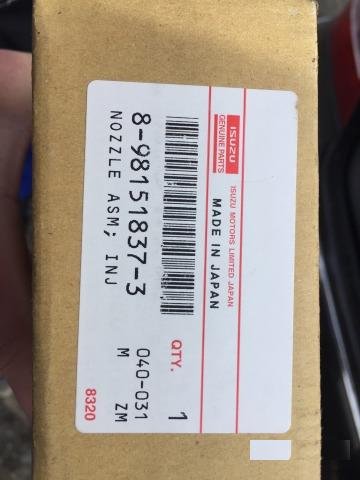 ISUZU
GENUINE PARTS
ISUZU MOTORS LIMITED JAPAN
MADE IN JAPAN
QTY. 1
8-98151837-3
NOZZLE ASM; INJ
040-031
M ZM
8320